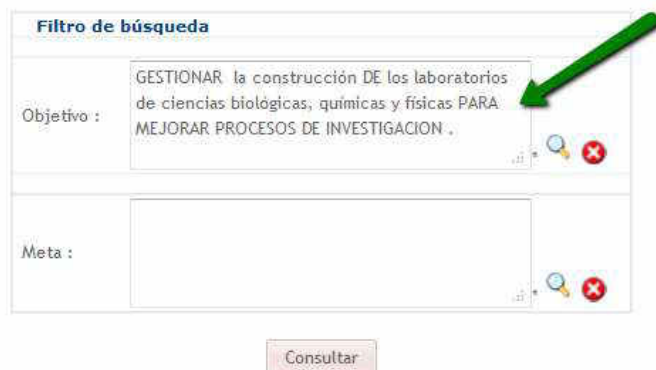 Filtro de búsqueda
Objetivo :
GESTIONAR la construcción DE los laboratorios
de ciencias biológicas, químicas y físicas PARA
MEJORAR PROCESOS DE INVESTIGACION .
*
Meta :
*
Consultar